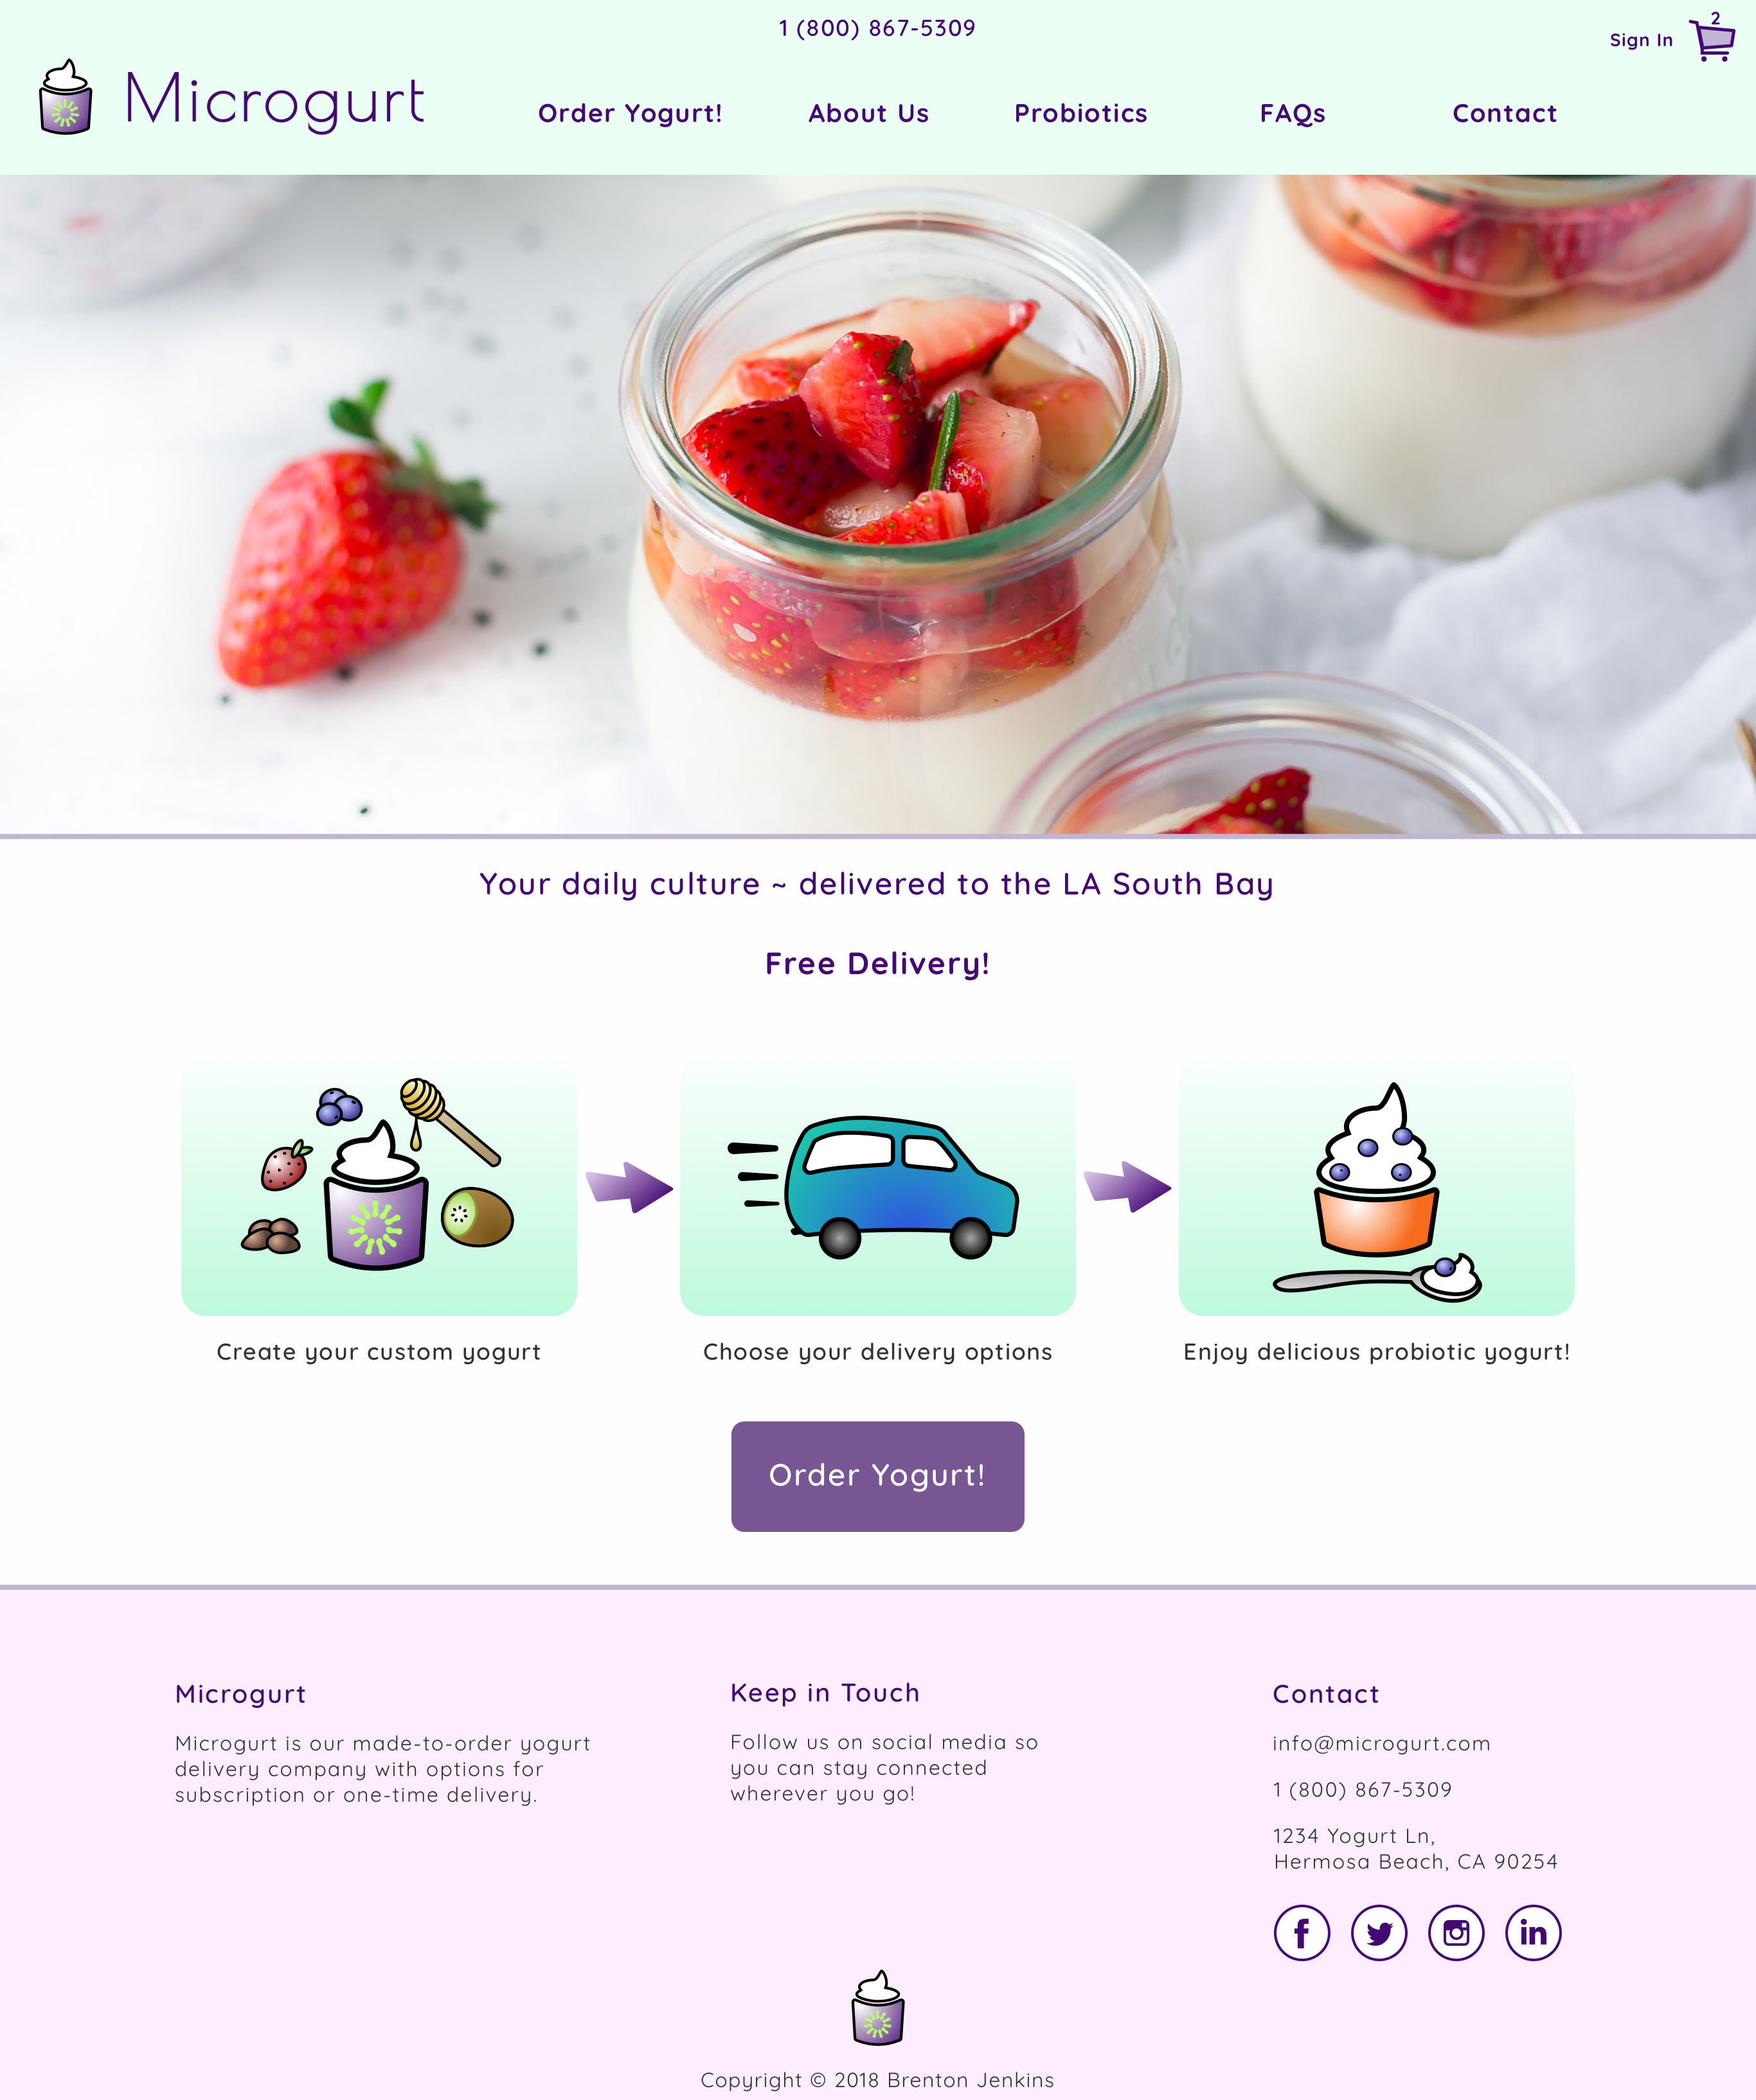 1 (800) 867-5309
Sign In
2
Microgurt
Order Yogurt!
About Us
Probiotics
FAQs
Contact
Your daily culture ~ delivered to the LA South Bay
Free Delivery!
Create your custom yogurt
Choose your delivery options
Enjoy delicious probiotic yogurt!
Order Yogurt!
Microgurt
Microgurt is our made-to-order yogurt
delivery company with options for
subscription or one-time delivery.
Keep in Touch
Follow us on social media so
you can stay connected
wherever you go!
Contact
info@microgurt.com
1 (800) 867-5309
1234 Yogurt Ln,
Hermosa Beach, CA 90254
f
in
Copyright © 2018 Brenton Jenkins